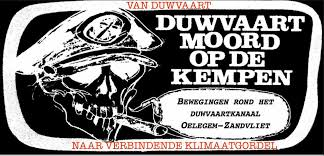 VAN DUWVAART
DUWVAART
MOORD
OP DE
KEMPEN
BEWEGINGEN ROND HET
DUWVAARTKANAAL
OELEGEM-ZANDVLIET
NAAR VERBINDENDE KLIMAATGORDEL